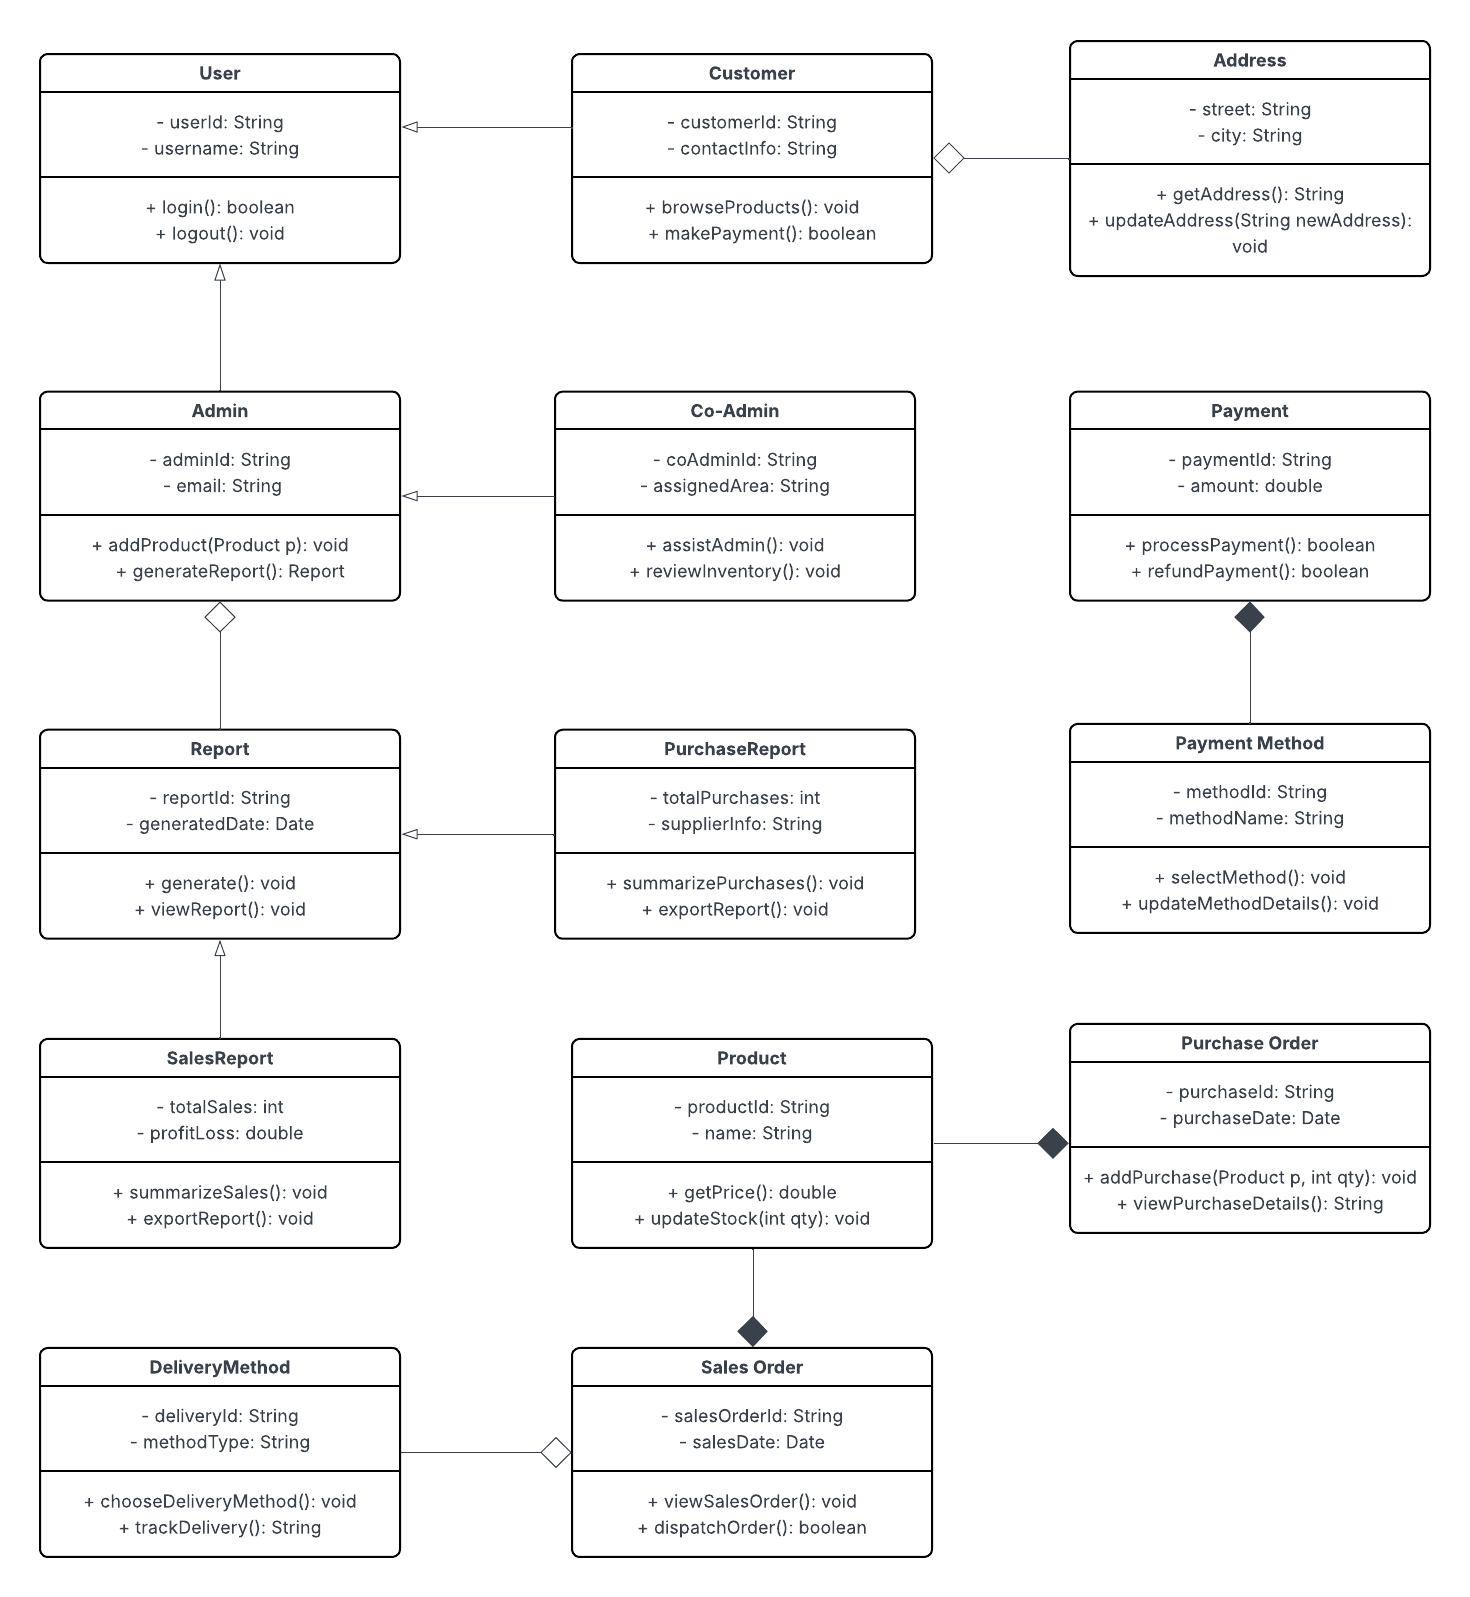 User
- userId: String
- username: String
+ login(): boolean
+ logout(): void
Customer
- customerId: String
- contactInfo: String
+ browseProducts(): void
+ makePayment(): boolean
Address
- street: String
- city: String
+ getAddress(): String
+ updateAddress(String newAddress):
void
Admin
- adminId: String
- email: String
+ addProduct(Product p): void
+ generateReport(): Report
Co-Admin
- coAdminId: String
- assignedArea: String
+ assistAdmin(): void
+ reviewInventory(): void
Payment
- paymentId: String
- amount: double
+ processPayment(): boolean
+ refundPayment(): boolean
Report
- reportId: String
- generatedDate: Date
+ generate(): void
+ viewReport(): void
PurchaseReport
- totalPurchases: int
- supplierInfo: String
+ summarizePurchases(): void
+ exportReport(): void
Payment Method
- methodId: String
- methodName: String
+ selectMethod(): void
+ updateMethodDetails(): void
SalesReport
- totalSales: int
- profitLoss: double
+ summarizeSales(): void
+ exportReport(): void
Product
- productId: String
- name: String
+ getPrice(): double
+ updateStock(int qty): void
Purchase Order
- purchaseId: String
- purchaseDate: Date
+ addPurchase(Product p, int qty): void
+ viewPurchaseDetails(): String
DeliveryMethod
- deliveryId: String
- methodType: String
+ chooseDeliveryMethod(): void
+ trackDelivery(): String
Sales Order
- salesOrderId: String
- salesDate: Date
+ viewSalesOrder(): void
+ dispatchOrder(): boolean